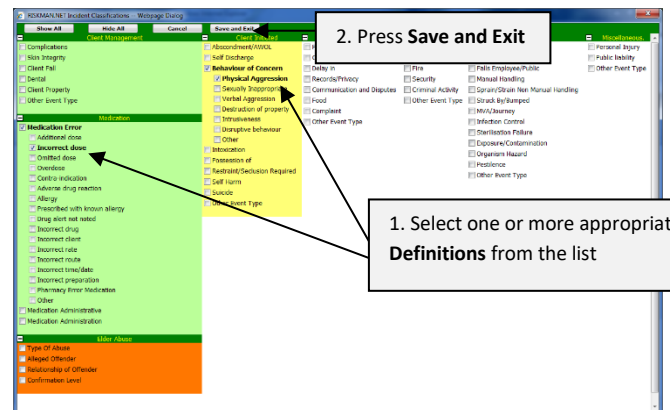 RISKMAN.NET Incident Classifications -- Webpage Dialog
Show All Hide All Cancel Save and Exit
Client Management
Complications
Skin Integrity
Client Fall
Dental
Client Property
Other Event Type
Medication
Medication Error
Additional dose
Incorrect dose
Omitted dose
Overdose
Contra indication
Adverse drug reaction
Allergy
Prescribed with known allergy
Drug alert not noted
Incorrect drug
Incorrect client
Incorrect rate
Incorrect route
Incorrect time/date
Incorrect preparation
Pharmacy Error Medication
Other
Medication Administrative
Medication Administration
Elder Abuse
Type Of Abuse
Alleged Offender
Relationship of Offender
Confirmation Level
Client Initiated
Abscondment/AWOL
Self Discharge
Behaviour of Concern
Physical Aggression
Sexually Inappropriate
Verbal Aggression
Destruction of property
Intrusiveness
Disruptive behaviour
Other
Intoxication
Possession of
Restraint/Seclusion Required
Self Harm
Suicide
Other Event Type
Delay in
Records/Privacy
Communication and Disputes
Food
Complaint
Other Event Type
Fire
Security
Criminal Activity
Other Event Type
Falls Employee/Public
Manual Handling
Sprain/Strain Non Manual Handling
Struck By/Bumped
MVA/Journey
Infection Control
Sterilisation Failure
Exposure/Contamination
Organism Hazard
Pestilence
Other Event Type
Miscellaneous
Personal Injury
Public liability
Other Event Type
2. Press Save and Exit
1. Select one or more appropriat
Definitions from the list